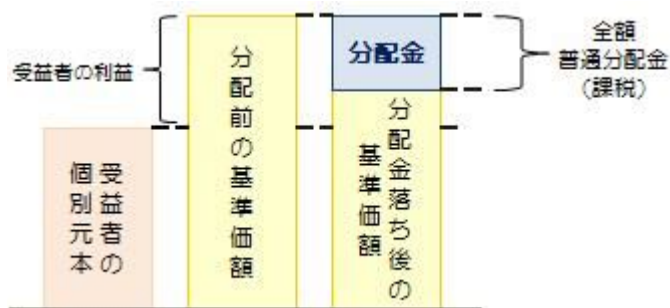 受益者の利益
受益者の
個別元本
分配前の基準価額
分配金
分配金落ち後の
基準価額
全額
普通分配金
(課税)